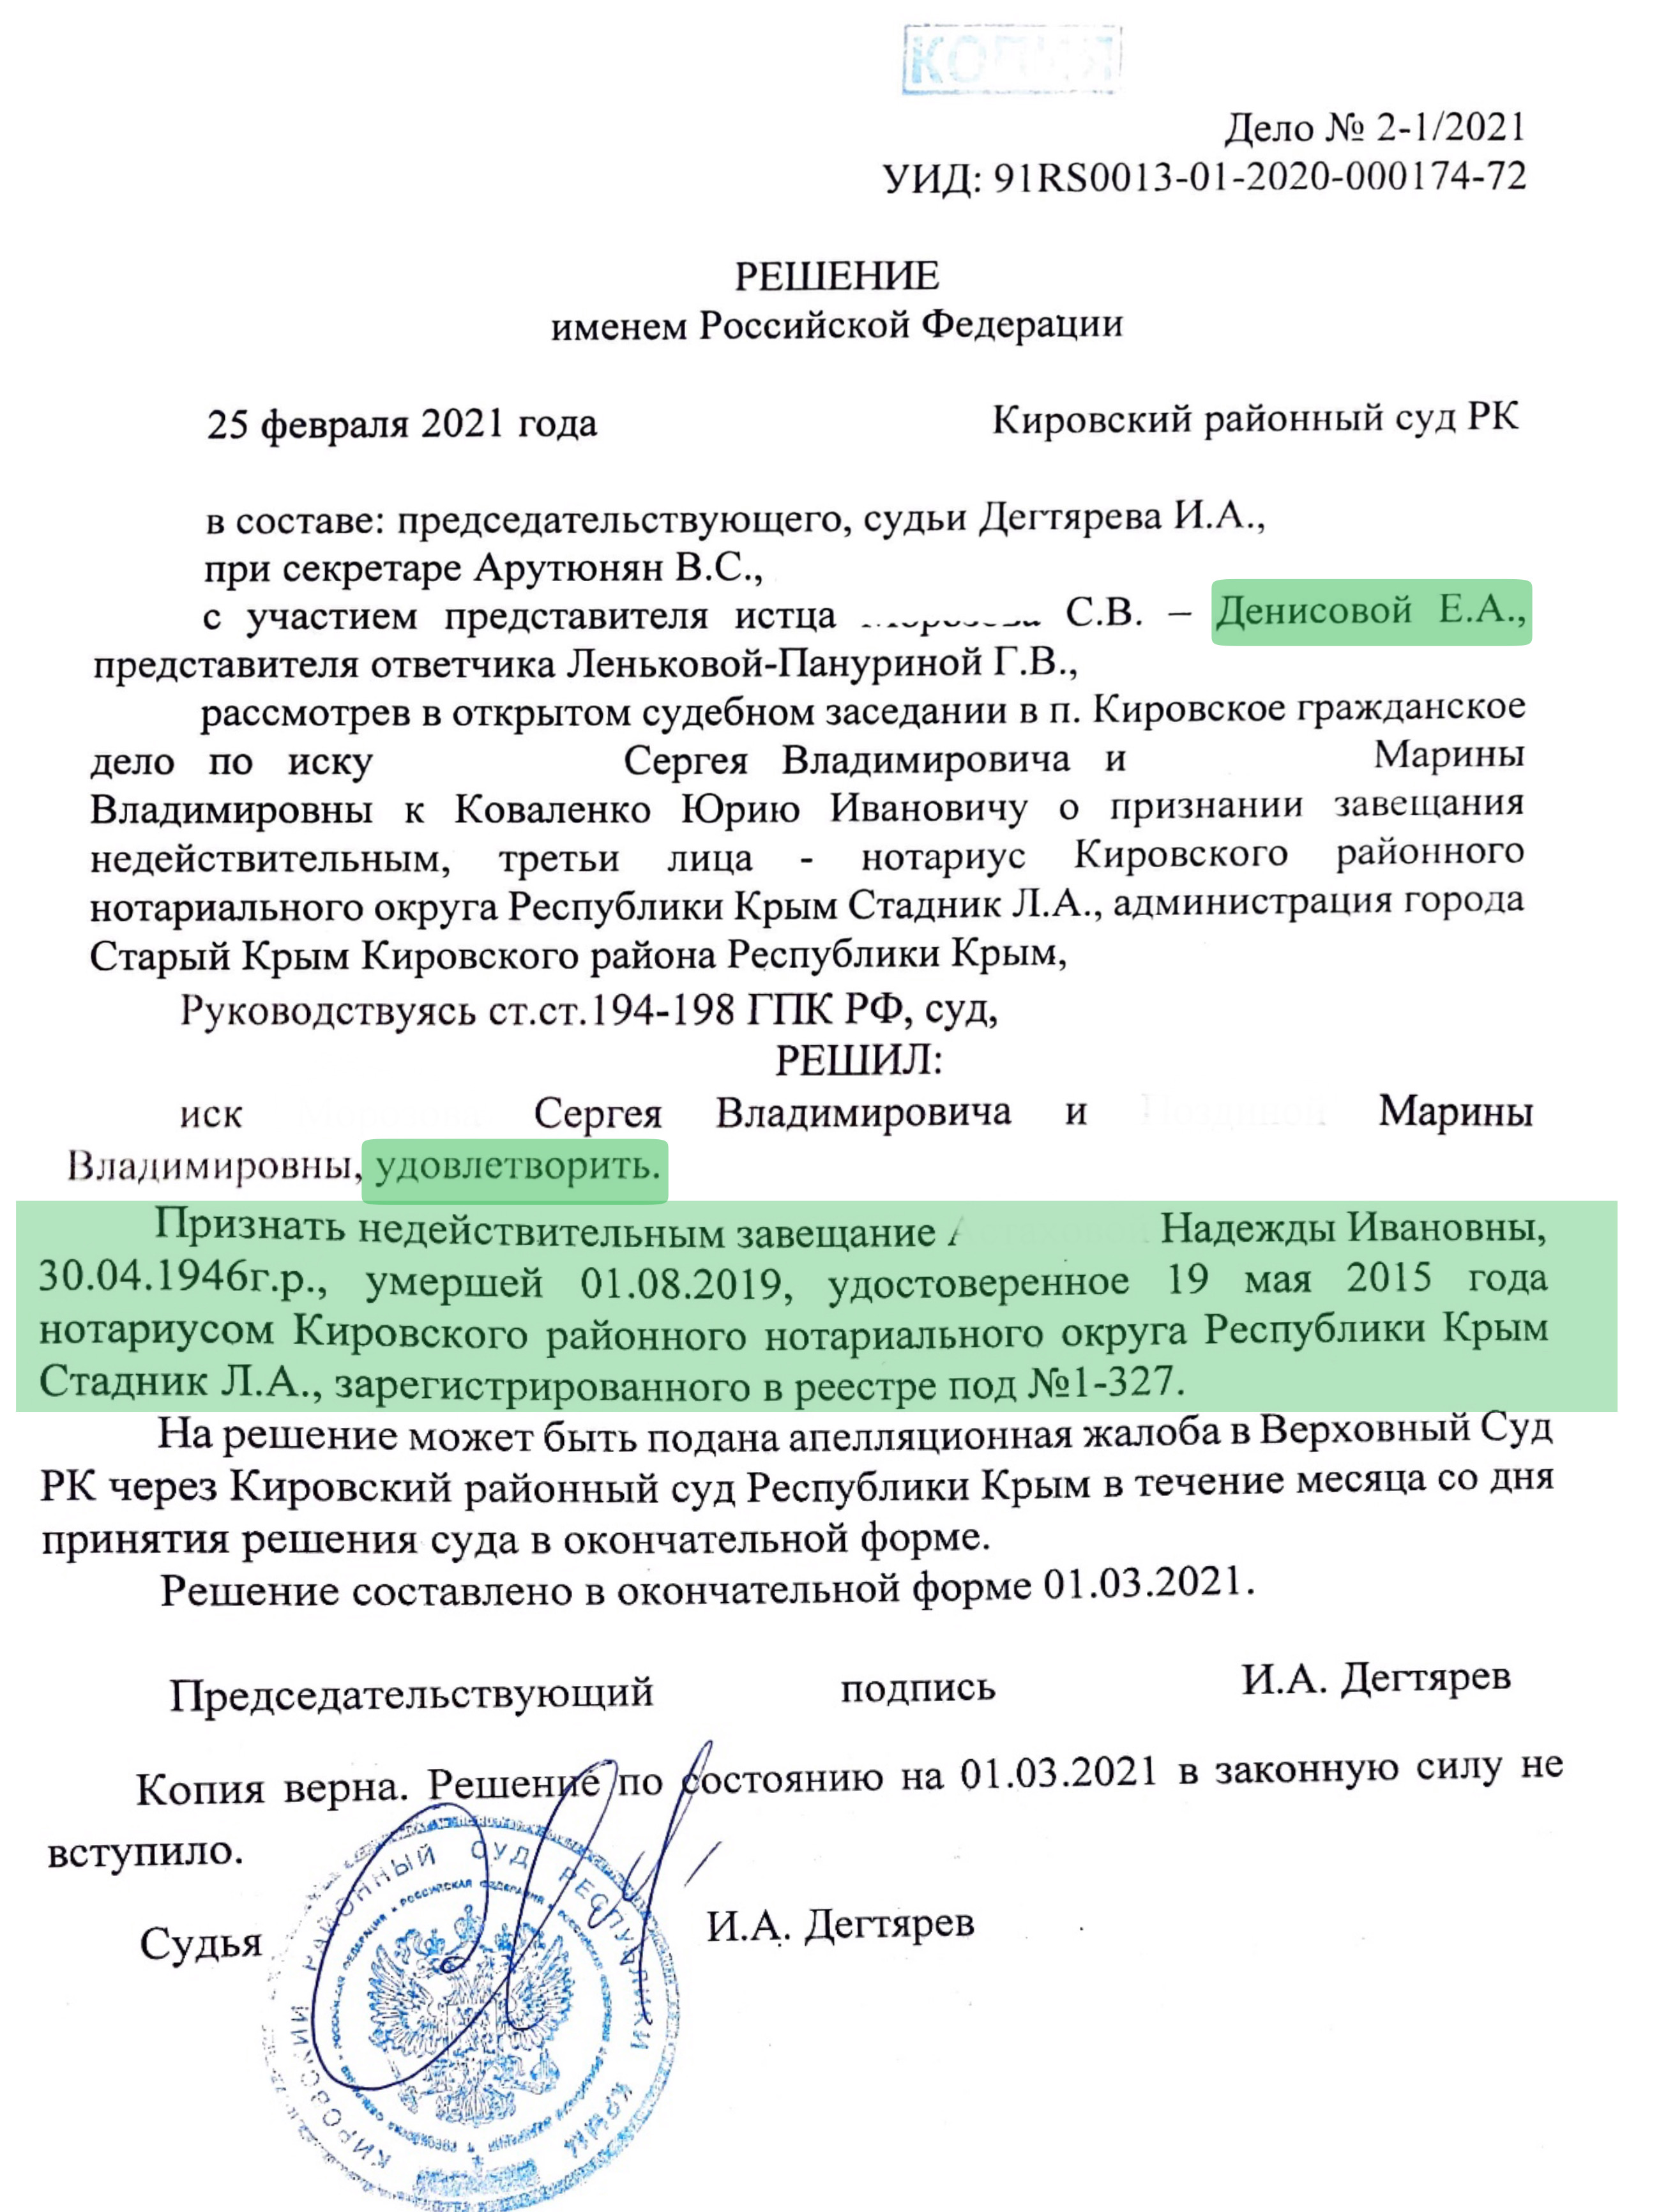 КОПИЯ
Дело № 2-1/2021
УИД: 91RS0013-01-2020-000174-72
РЕШЕНИЕ
именем Российской Федерации
25 февраля 2021 года Кировский районный суд РК
в составе: председательствующего, судьи Дегтярева И.А.,
при секретаре Арутюнян В.С.,
с участием представителя истца С.В. – Денисовой Е.А.,
представителя ответчика Леньковой-Пануриной Г.В.,
рассмотрев в открытом судебном заседании в п. Кировское гражданское
дело по иску Сергея Владимировича и Марины
Владимировны к Коваленко Юрию Ивановичу о признании завещания
недействительным, третьи лица - нотариус Кировского районного
нотариального округа Республики Крым Стадник Л.А., администрация города
Старый Крым Кировского района Республики Крым,
Руководствуясь ст.ст.194-198 ГПК РФ, суд,
РЕШИЛ:
иск Сергея Владимировича и Марины
Владимировны, удовлетворить.
Признать недействительным завещание Надежды Ивановны,
30.04.1946г.р., умершей 01.08.2019, удостоверенное 19 мая 2015 года
нотариусом Кировского районного нотариального округа Республики Крым
Стадник Л.А., зарегистрированного в реестре под №1-327.
На решение может быть подана апелляционная жалоба в Верховный Суд
РК через Кировский районный суд Республики Крым в течение месяца со дня
принятия решения суда в окончательной форме.
Решение составлено в окончательной форме 01.03.2021.
Председательствующий подпись И.А. Дегтярев
Копия верна. Решение по состоянию на 01.03.2021 в законную силу не
вступило.
Судья И.А. Дегтярев
КИРОВСКИЙ РАЙОННЫЙ СУД РЕСПУБЛИКИ КРЫМ
РОССИЙСКАЯ ФЕДЕРАЦИЯ